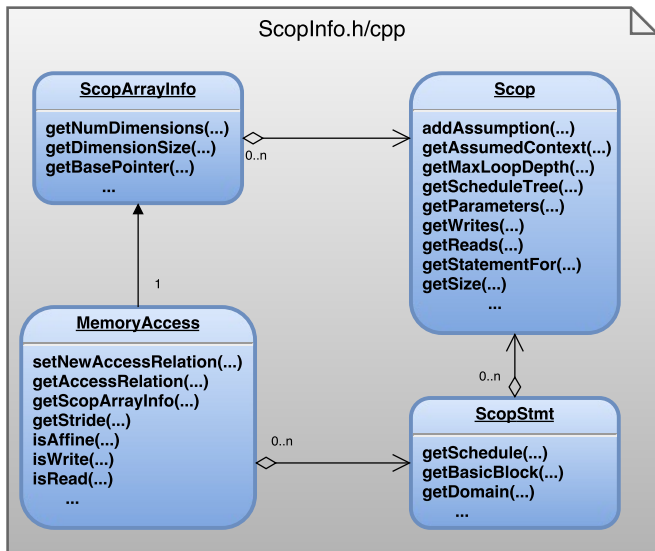 ScopInfo.h/cpp
ScopArrayInfo
getNumDimensions(...)
getDimensionSize(...)
getBasePointer(...)
...
0..n
Scop
addAssumption(...)
getAssumedContext(...)
getMaxLoopDepth(...)
getScheduleTree(...)
getParameters(...)
getWrites(...)
getReads(...)
getStatementFor(...)
getSize(...)
...
1
MemoryAccess
setNewAccessRelation(...)
getAccessRelation(...)
getScopArrayInfo(...)
getStride(...)
isAffine(...)
isWrite(...)
isRead(...)
...
0..n
0..n
ScopStmt
getSchedule(...)
getBasicBlock(...)
getDomain(...)
...